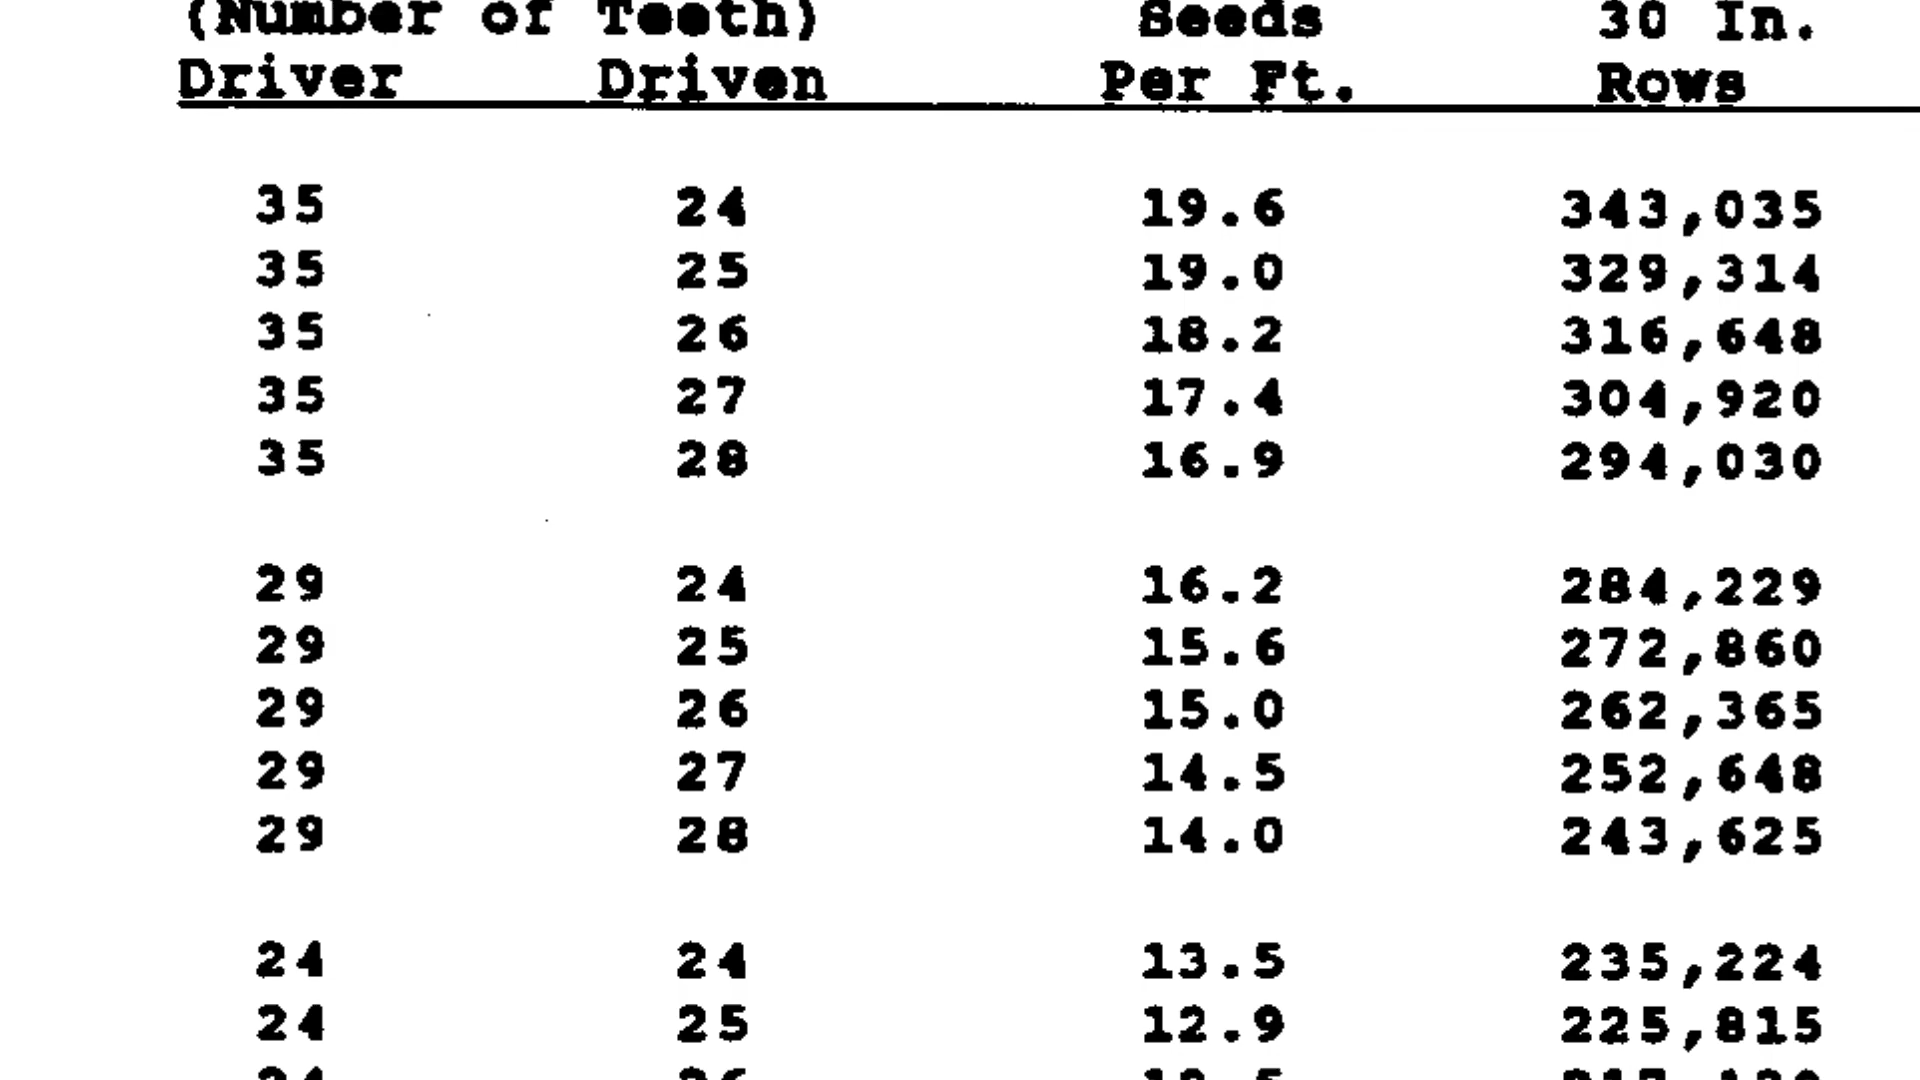 (Number of Teeth) Seeds 30 In.
Driver Driven Per Ft. Rows
35 24 19.6 343,035
35 25 19.0 329,314
35 26 18.2 316,648
35 27 17.4 304,920
35 28 16.9 294,030
29 24 16.2 284,229
29 25 15.6 272,860
29 26 15.0 262,365
29 27 14.5 252,648
29 28 14.0 243,625
24 24 13.5 235,224
24 25 12.9 225,815